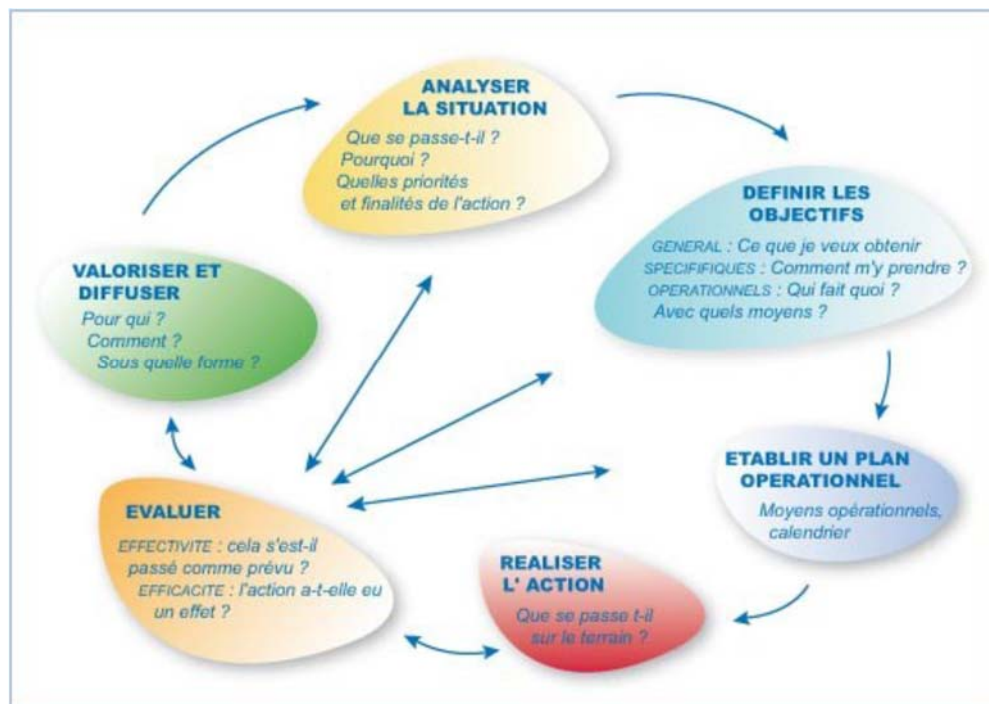 ANALYSER
LA SITUATION
Que se passe-t-il ?
Pourquoi ?
Quelles priorités
et finalités de l'action ?
DEFINIR LES
OBJECTIFS
GENERAL : Ce que je veux obtenir
SPECIFIFIQUES : Comment m'y prendre ?
OPERATIONNELS : Qui fait quoi ?
Avec quels moyens ?
ETABLIR UN PLAN
OPERATIONNEL
Moyens opérationnels,
calendrier
REALISER
L' ACTION
Que se passe t-il
sur le terrain ?
EVALUER
EFFECTIVITE : cela s'est-il
passé comme prévu ?
EFFICACITE : l'action a-t-elle eu
un effet ?
VALORISER ET
DIFFUSER
Pour qui ?
Comment ?
Sous quelle forme ?